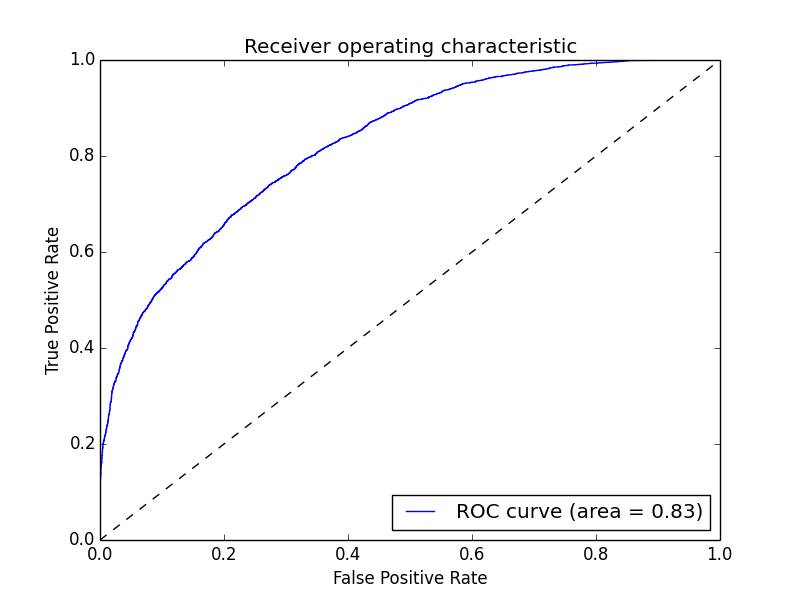 Receiver operating characteristic
1.0
0.8
0.6
0.4
0.2
0.0
True Positive Rate
ROC curve (area = 0.83)
0.0 0.2 0.4 0.6 0.8 1.0
False Positive Rate